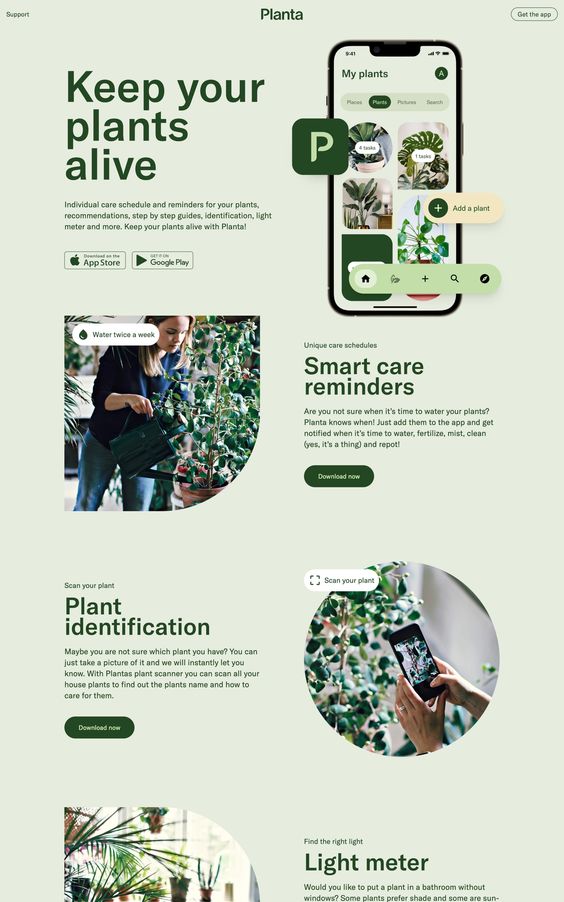 Support
Planta
Get the app
Keep your
plants
alive
Individual care schedule and reminders for your plants,
recommendations, step by step guides, identification, light
meter and more. Keep your plants alive with Planta!
Download on the
App Store
GET IT ON
Google Play
9:41
My plants
A
Places
Plants
Pictures
Search
P
4 tasks
1 tasks
Add a plant
Water twice a week
Unique care schedules
Smart care
reminders
Are you not sure when it's time to water your plants?
Planta knows when! Just add them to the app and get
notified when it's time to water, fertilize, mist, clean
(yes, it's a thing) and repot!
Download now
Scan your plant
Plant
identification
Maybe you are not sure which plant you have? You can
just take a picture of it and we will instantly let you
know. With Plantas plant scanner you can scan all your
house plants to find out the plants name and how to
care for them.
Download now
Scan your plant
Find the right light
Light meter
Would you like to put a plant in a bathroom without
windows? Some plants prefer shade and some are sun-